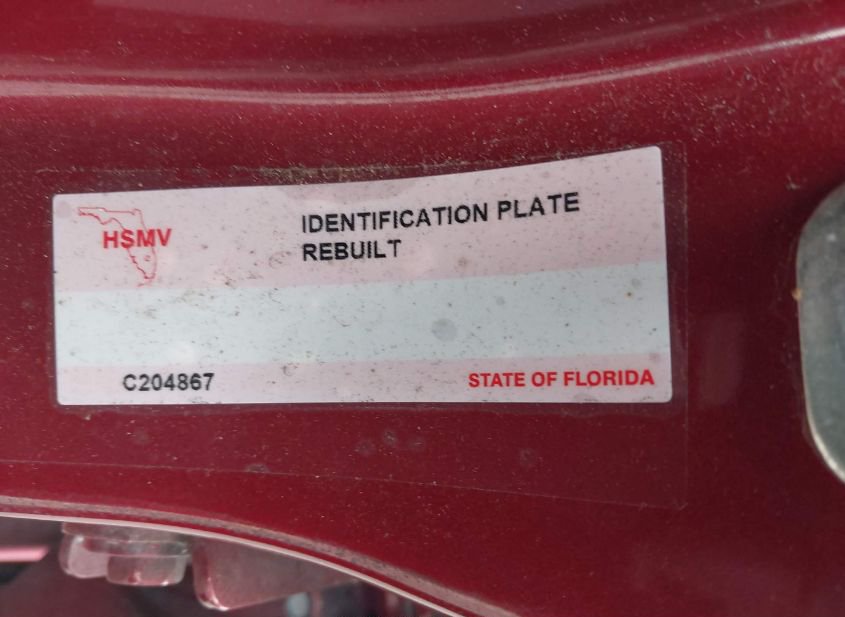 HSMV
IDENTIFICATION PLATE
REBUILT
C204867
STATE OF FLORIDA